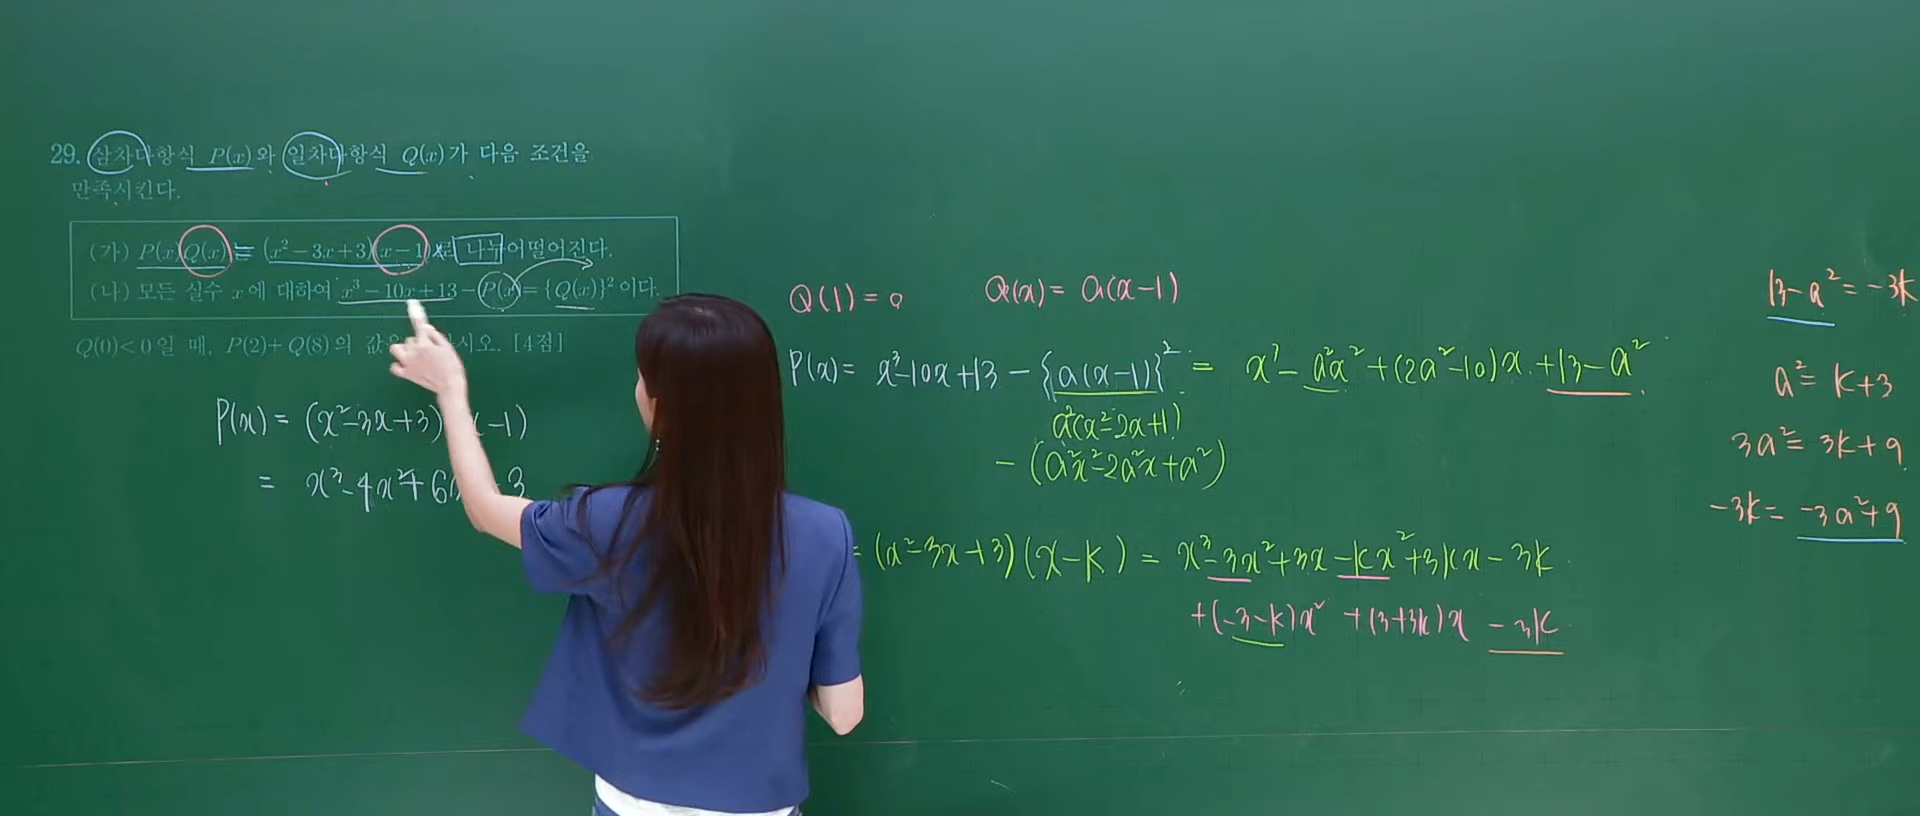 29. 삼차다항식 P(x)와 일차다항식 Q(x)가 다음 조건을
만족시킨다.
(가) P(x)Q(x)는 (x²-3x+3)(x-1)로 나누어떨어진다.
(나) 모든 실수 x에 대하여 x³-10x+13-P(x)={Q(x)}²이다.
Q(0)<0일 때, P(2)+Q(8)의 시오. [4점]
P(x) = (x²-3x+3) x-1)
= x³-4x²+6 -3
Q(1)=0 Q(x)= a(x-1)
P(x)= x³-10x+13-{a(x-1)}² = x³-a²x²+(2a²-10)x+13-a²
a²(x²-2x+1)
-(a²x²-2a²x+a²)
=(x²-3x+3)(x-k) = x³-3x²+3x-kx²+3kx-3k
+(-3-k)x² +(3+3k)x -3k
13-a²=-3k
a²= k+3
3a²= 3k+9
-3k= -3a²+9